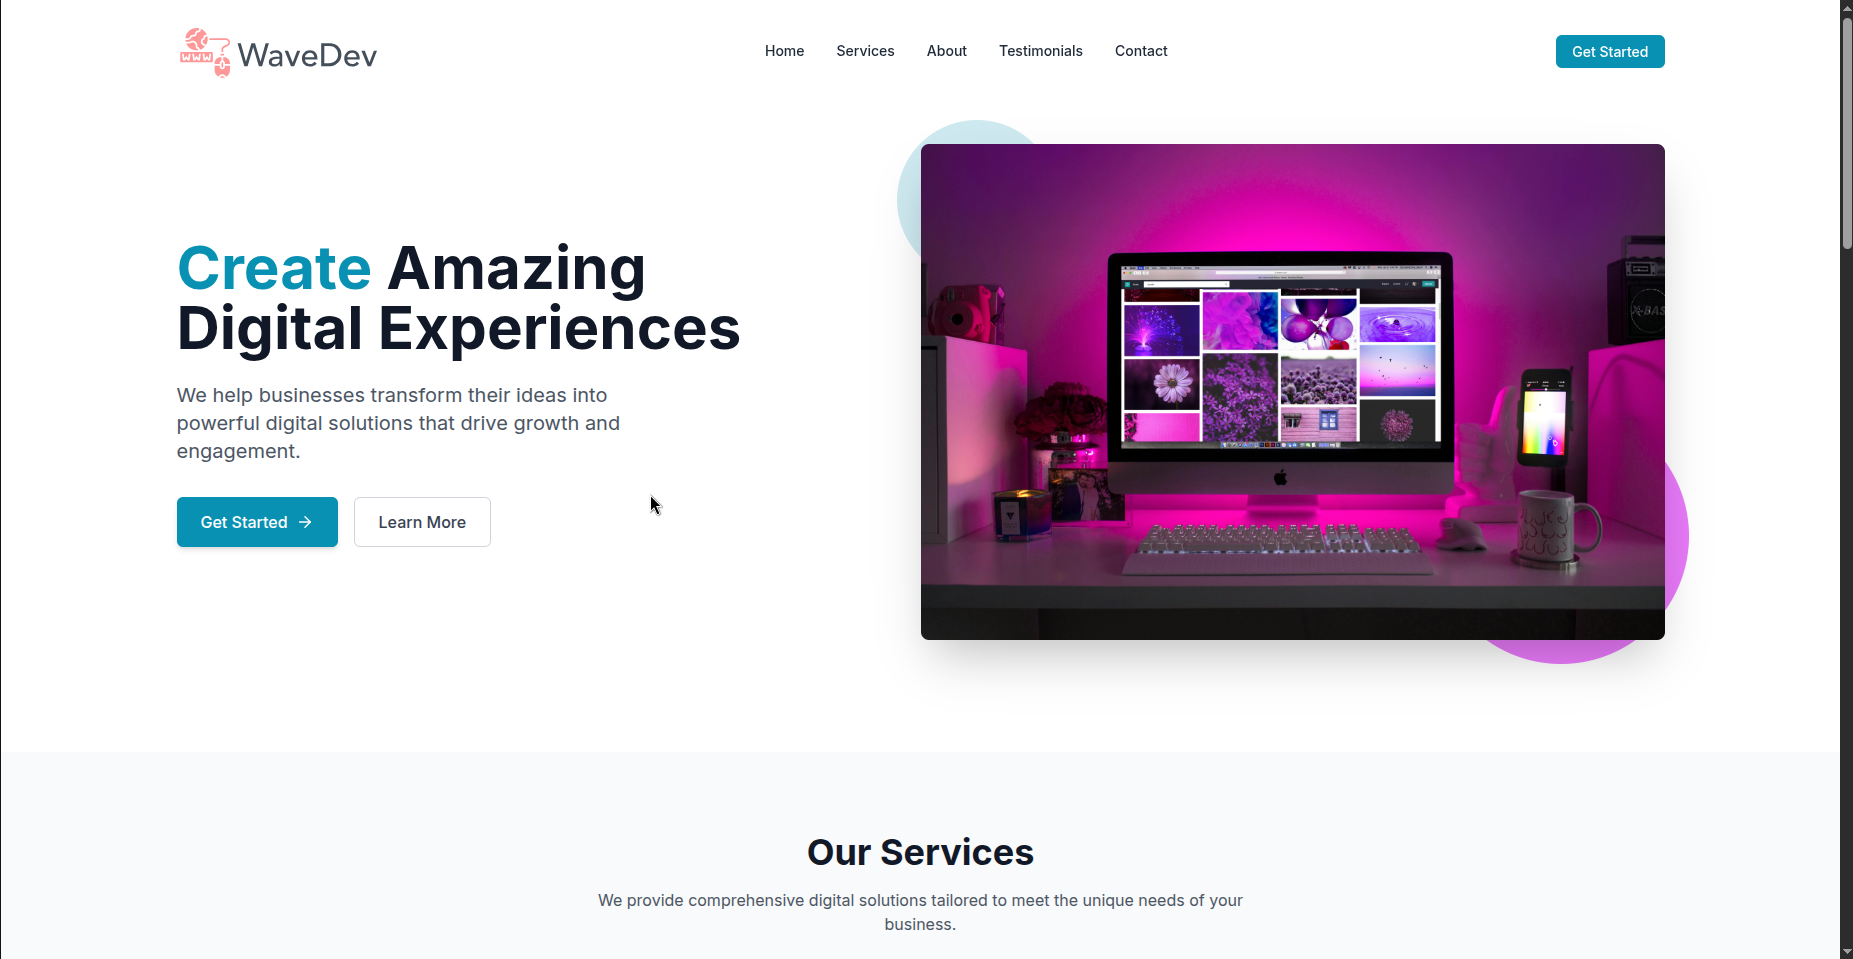 WWW
WaveDev
Home
Services
About
Testimonials
Contact
Get Started
Create Amazing
Digital Experiences
We help businesses transform their ideas into
powerful digital solutions that drive growth and
engagement.
Get Started
Learn More
X-BAS
Our Services
We provide comprehensive digital solutions tailored to meet the unique needs of your
business.